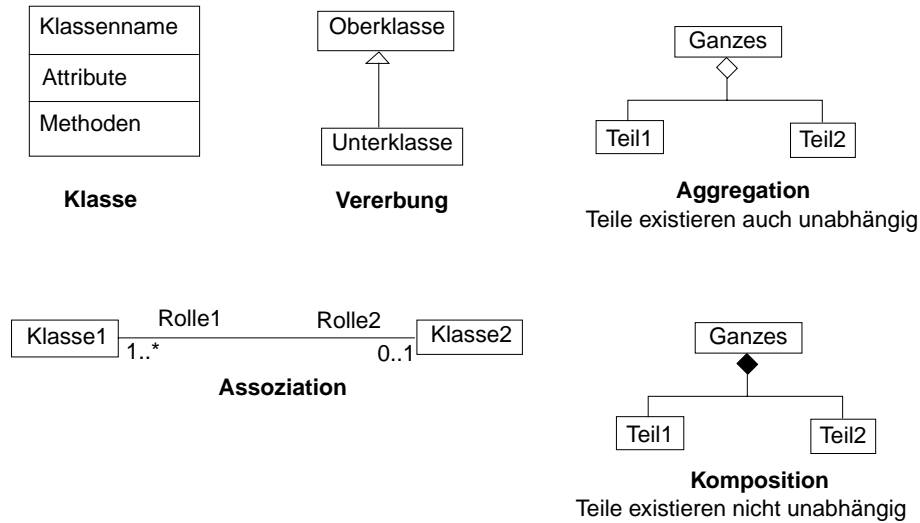 Klassenname
Attribute
Methoden
Klasse
Oberklasse
Unterklasse
Vererbung
Ganzes
Teil1
Teil2
Aggregation
Teile existieren auch unabhängig
Klasse1
Rolle1
1..*
Rolle2
0..1
Klasse2
Assoziation
Ganzes
Teil1
Teil2
Komposition
Teile existieren nicht unabhängig